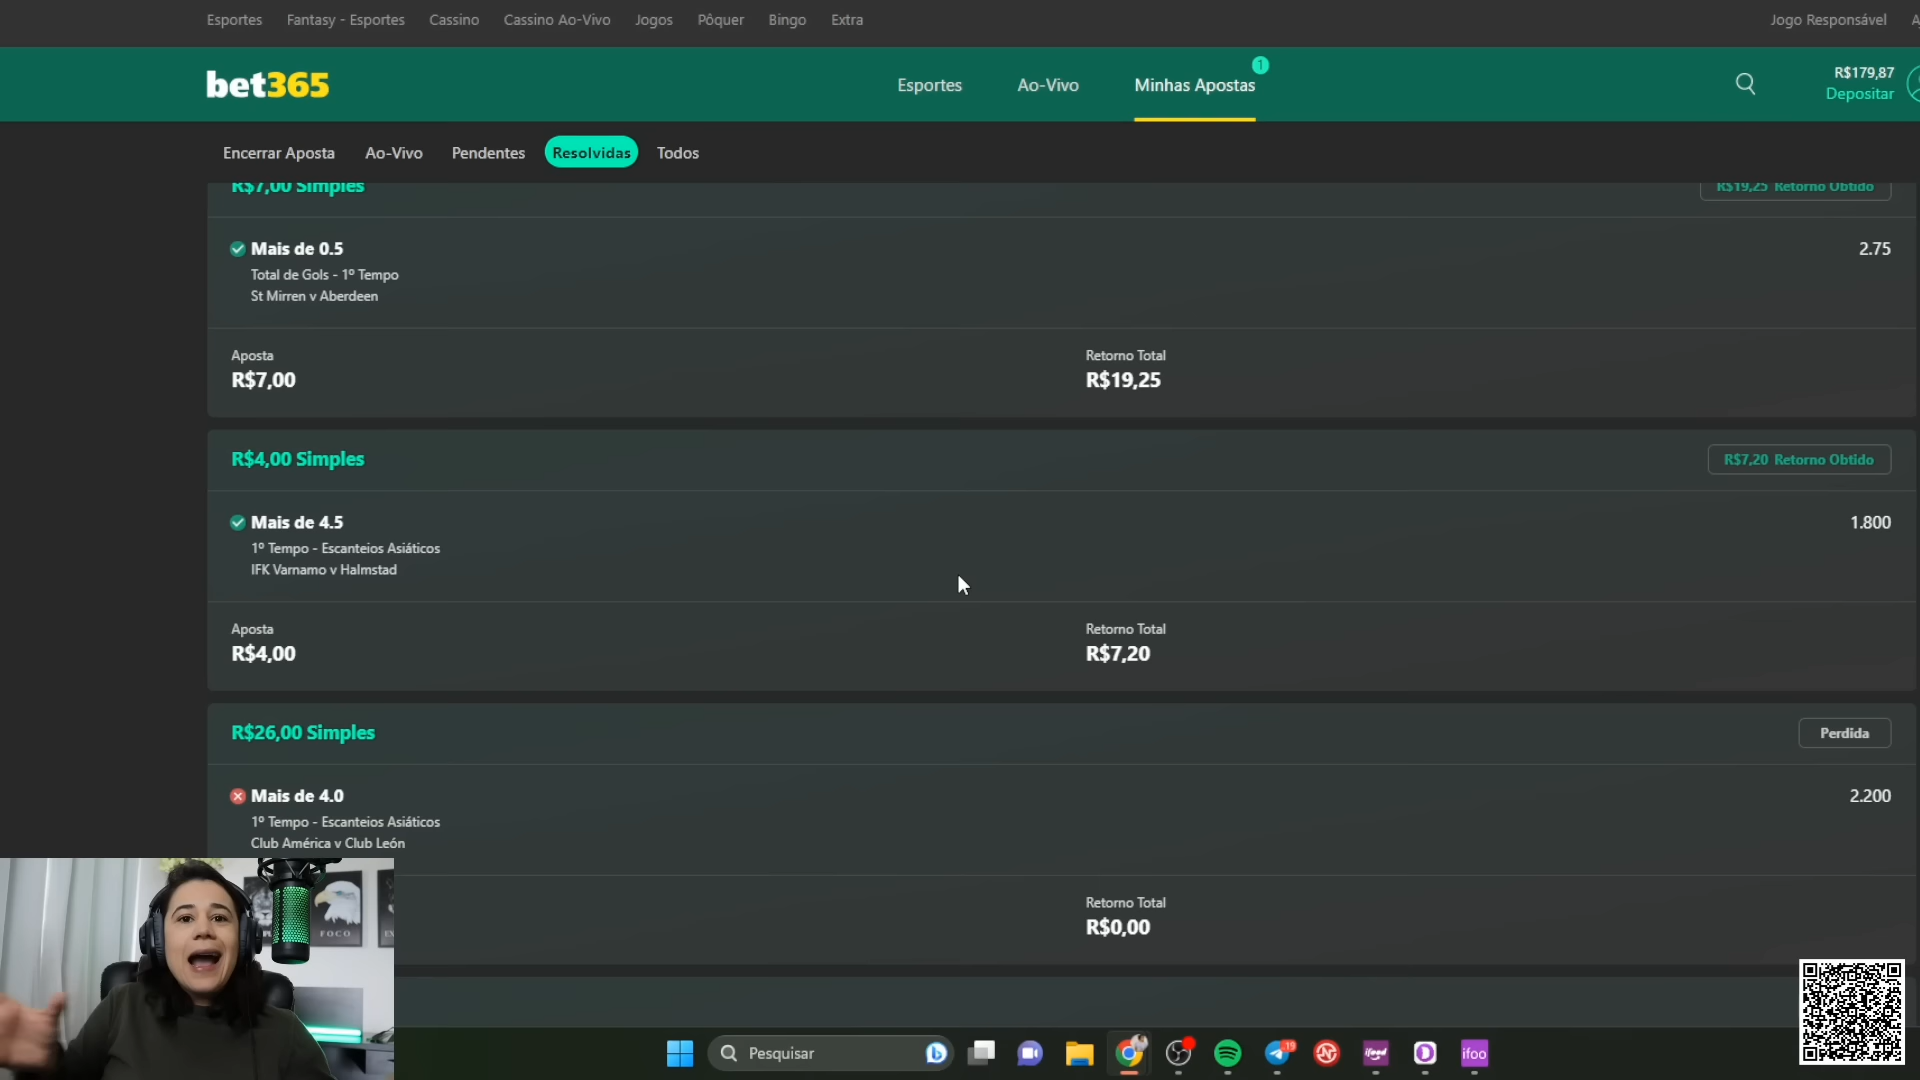 Esportes Fantasy - Esportes Cassino Cassino Ao-Vivo Jogos Pôquer Bingo Extra Jogo Responsável
bet365 Esportes Ao-Vivo Minhas Apostas 1 R$179,87
Depositar
Encerrar Aposta Ao-Vivo Pendentes Resolvidas Todos
R$7,00 Simples R$19,25 Retorno Obtido
Mais de 0.5 2.75
Total de Gols - 1º Tempo
St Mirren v Aberdeen
Aposta Retorno Total
R$7,00 R$19,25
R$4,00 Simples R$7,20 Retorno Obtido
Mais de 4.5 1.800
1º Tempo - Escanteios Asiáticos
IFK Varnamo v Halmstad
Aposta Retorno Total
R$4,00 R$7,20
R$26,00 Simples Perdida
Mais de 4.0 2.200
1º Tempo - Escanteios Asiáticos
Club América v Club León
Retorno Total
R$0,00
FOCO
Pesquisar 19 ifood ifoo